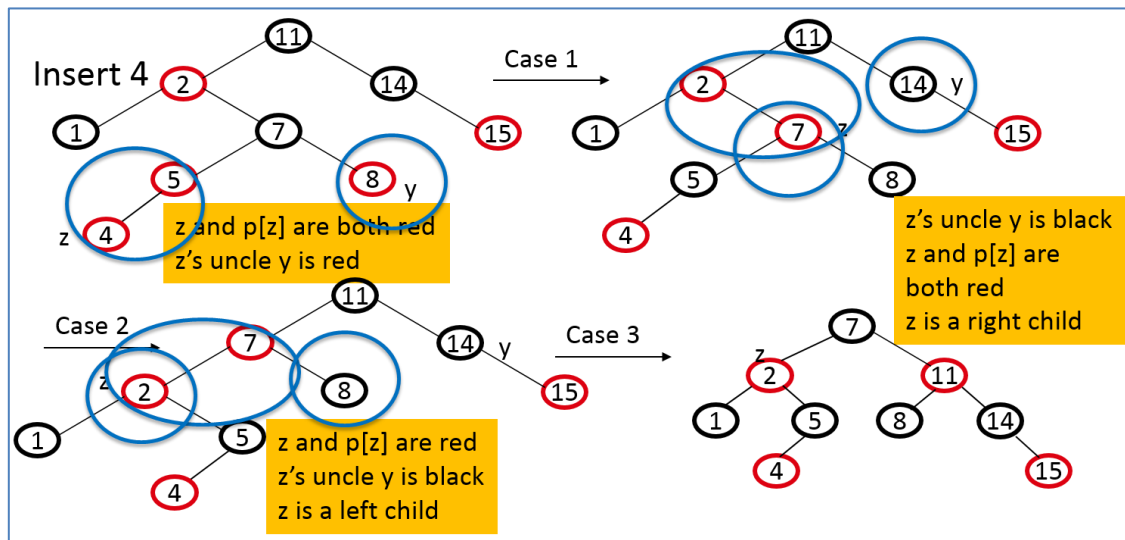 Insert 4
11
2
14
1
7
15
5
8
y
z
4
z and p[z] are both red
z's uncle y is red
Case 1
11
2
14
y
1
7
z
15
5
8
4
z's uncle y is black
z and p[z] are
both red
z is a right child
Case 2
11
7
14
y
z
2
8
15
1
5
4
z and p[z] are red
z's uncle y is black
z is a left child
Case 3
7
z
2
11
1
5
8
14
4
15